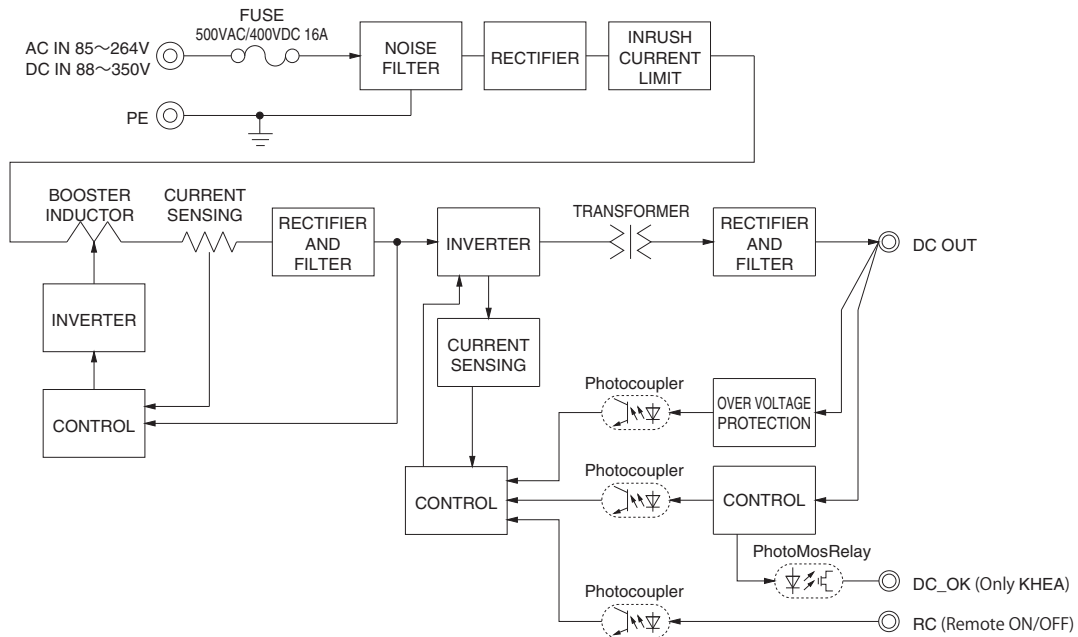 FUSE
500VAC/400VDC 16A
AC IN 85～264V
DC IN 88～350V
NOISE
FILTER
RECTIFIER
INRUSH
CURRENT
LIMIT
PE
BOOSTER
INDUCTOR
CURRENT
SENSING
RECTIFIER
AND
FILTER
INVERTER
TRANSFORMER
RECTIFIER
AND
FILTER
DC OUT
INVERTER
CURRENT
SENSING
CONTROL
Photocoupler
OVER VOLTAGE
PROTECTION
CONTROL
Photocoupler
CONTROL
PhotoMosRelay
DC_OK (Only KHEA)
Photocoupler
RC (Remote ON/OFF)